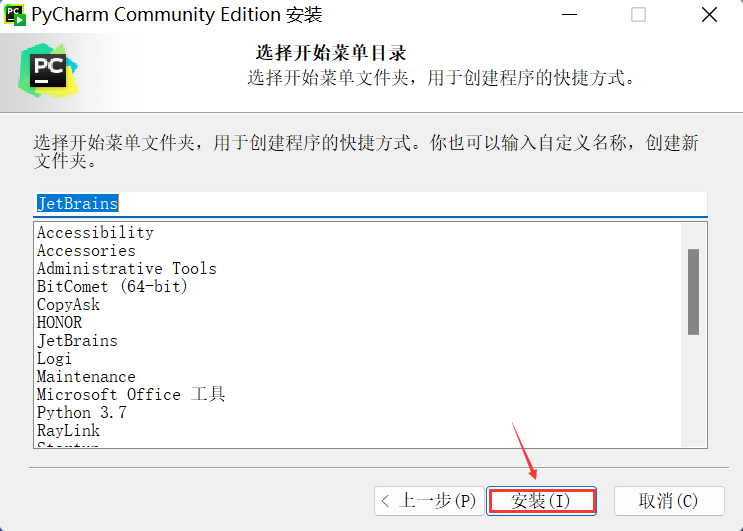 PyCharm Community Edition 安装
PC
选择开始菜单目录
选择开始菜单文件夹，用于创建程序的快捷方式。
选择开始菜单文件夹，用于创建程序的快捷方式。你也可以输入自定义名称，创建新
文件夹。
JetBrains
Accessibility
Accessories
Administrative Tools
BitComet (64-bit)
CopyAsk
HONOR
JetBrains
Logi
Maintenance
Microsoft Office 工具
Python 3.7
RayLink
< 上一步(P)
安装(I)
取消(C)